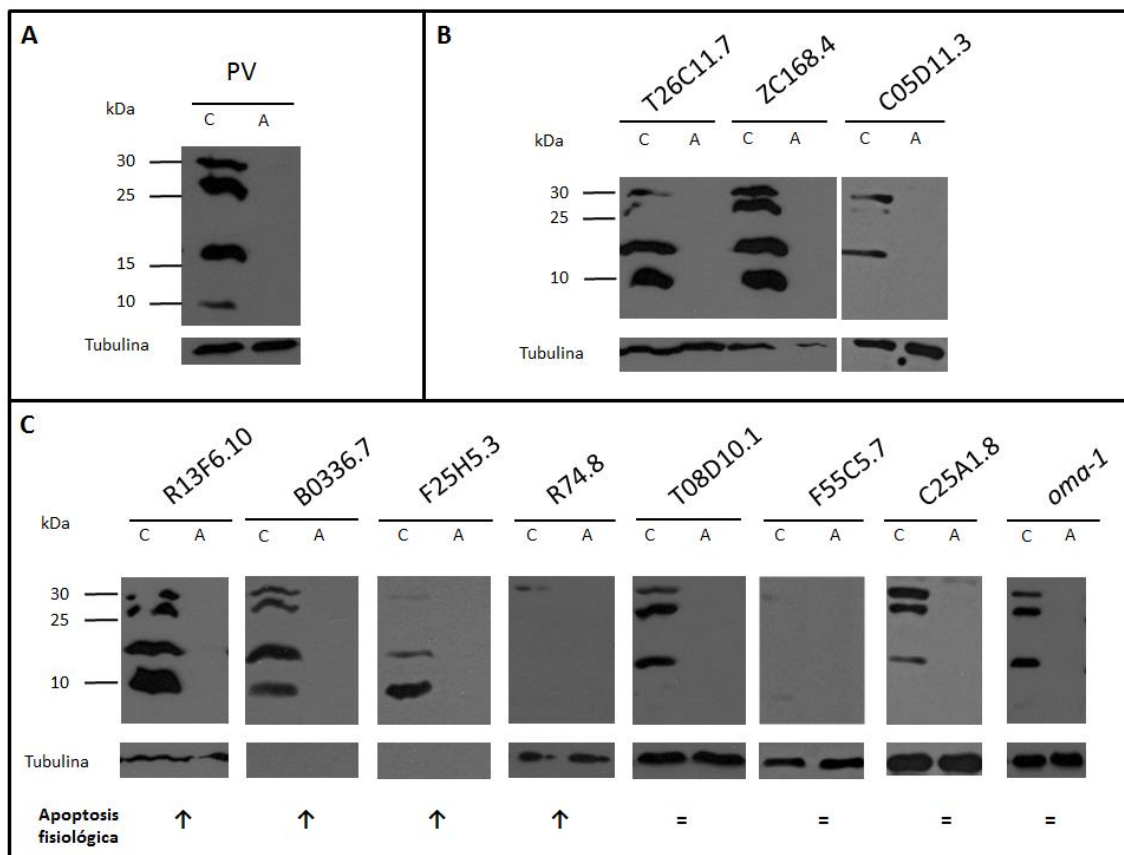 A
PV
kDa
C A
30
25
15
10
Tubulina
B
T26C11.7 ZC168.4 C05D11.3
kDa
C A C A C A
30
25
10
Tubulina
C
R13F6.10 B0336.7 F25H5.3 R74.8 T08D10.1 F55C5.7 C25A1.8 oma-1
kDa
C A C A C A C A C A C A C A C A
30
25
10
Tubulina
Apoptosis
fisiológica
↑ ↑ ↑ ↑ = = = =